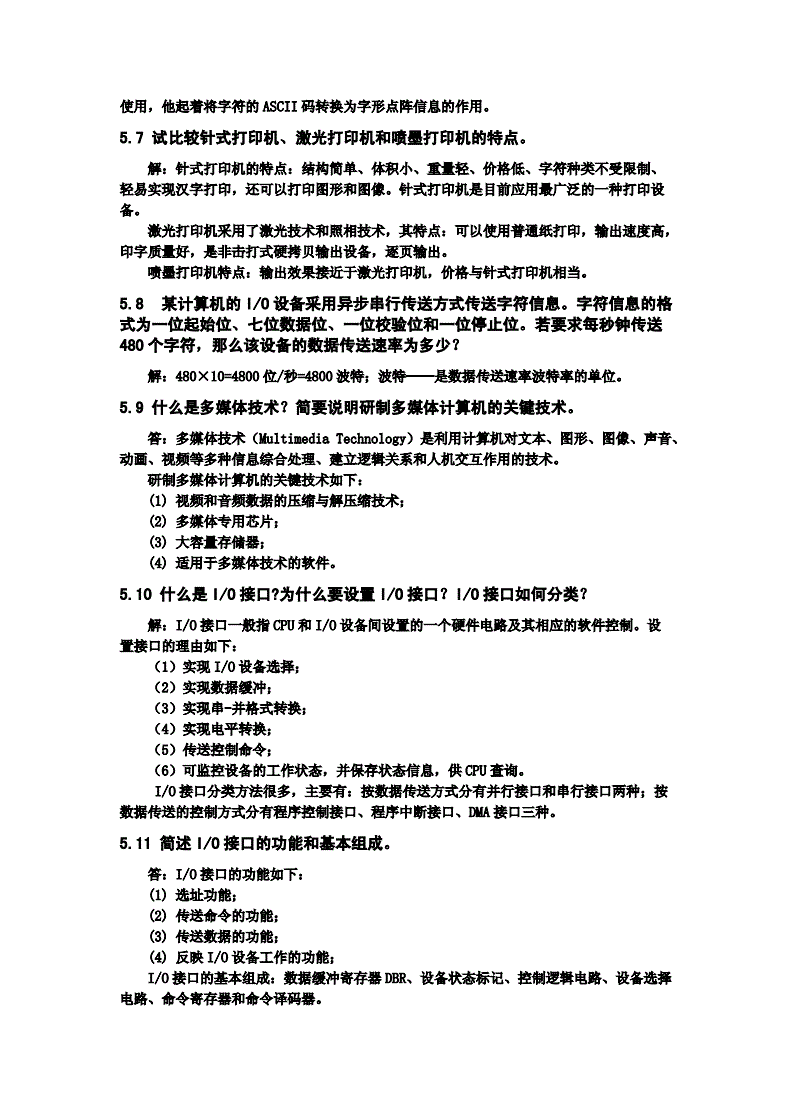 使用，他起着将字符的 ASCII 码转换为字形点阵信息的作用。
5.7 试比较针式打印机、激光打印机和喷墨打印机的特点。
解：针式打印机的特点：结构简单、体积小、重量轻、价格低、字符种类不受限制、
轻易实现汉字打印，还可以打印图形和图像。针式打印机是目前应用最广泛的一种打印设
备。
激光打印机采用了激光技术和照相技术，其特点：可以使用普通纸打印，输出速度高，
印字质量好，是非击打式硬拷贝输出设备，逐页输出。
喷墨打印机特点：输出效果接近于激光打印机，价格与针式打印机相当。
5.8 某计算机的 I/O 设备采用异步串行传送方式传送字符信息。字符信息的格
式为一位起始位、七位数据位、一位校验位和一位停止位。若要求每秒钟传送
480 个字符，那么该设备的数据传送速率为多少？
解：480×10=4800 位/秒=4800 波特；波特——是数据传送速率波特率的单位。
5.9 什么是多媒体技术？简要说明研制多媒体计算机的关键技术。
答：多媒体技术（Multimedia Technology）是利用计算机对文本、图形、图像、声音、
动画、视频等多种信息综合处理、建立逻辑关系和人机交互作用的技术。
研制多媒体计算机的关键技术如下：
(1) 视频和音频数据的压缩与解压缩技术；
(2) 多媒体专用芯片；
(3) 大容量存储器；
(4) 适用于多媒体技术的软件。
5.10 什么是 I/O 接口?为什么要设置 I/O 接口？I/O 接口如何分类？
解：I/O 接口一般指 CPU 和 I/O 设备间设置的一个硬件电路及其相应的软件控制。设
置接口的理由如下：
（1）实现 I/O 设备选择；
（2）实现数据缓冲；
（3）实现串-并格式转换；
（4）实现电平转换；
（5）传送控制命令；
（6）可监控设备的工作状态，并保存状态信息，供 CPU 查询。
I/O 接口分类方法很多，主要有：按数据传送方式分有并行接口和串行接口两种；按
数据传送的控制方式分有程序控制接口、程序中断接口、DMA 接口三种。
5.11 简述 I/O 接口的功能和基本组成。
答：I/O 接口的功能如下：
(1) 选址功能；
(2) 传送命令的功能；
(3) 传送数据的功能；
(4) 反映 I/O 设备工作的功能；
I/O 接口的基本组成：数据缓冲寄存器 DBR、设备状态标记、控制逻辑电路、设备选择
电路、命令寄存器和命令译码器。